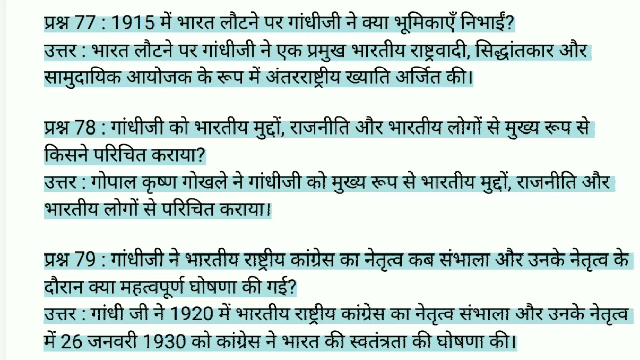 प्रश्न 77 : 1915 में भारत लौटने पर गांधीजी ने क्या भूमिकाएँ निभाईं?
उत्तर : भारत लौटने पर गांधीजी ने एक प्रमुख भारतीय राष्ट्रवादी, सिद्धांतकार और
सामुदायिक आयोजक के रूप में अंतरराष्ट्रीय ख्याति अर्जित की।
प्रश्न 78 : गांधीजी को भारतीय मुद्दों, राजनीति और भारतीय लोगों से मुख्य रूप से
किसने परिचित कराया?
उत्तर : गोपाल कृष्ण गोखले ने गांधीजी को मुख्य रूप से भारतीय मुद्दों, राजनीति और
भारतीय लोगों से परिचित कराया।
प्रश्न 79 : गांधीजी ने भारतीय राष्ट्रीय कांग्रेस का नेतृत्व कब संभाला और उनके नेतृत्व के
दौरान क्या महत्वपूर्ण घोषणा की गई?
उत्तर : गांधी जी ने 1920 में भारतीय राष्ट्रीय कांग्रेस का नेतृत्व संभाला और उनके नेतृत्व
में 26 जनवरी 1930 को कांग्रेस ने भारत की स्वतंत्रता की घोषणा की।